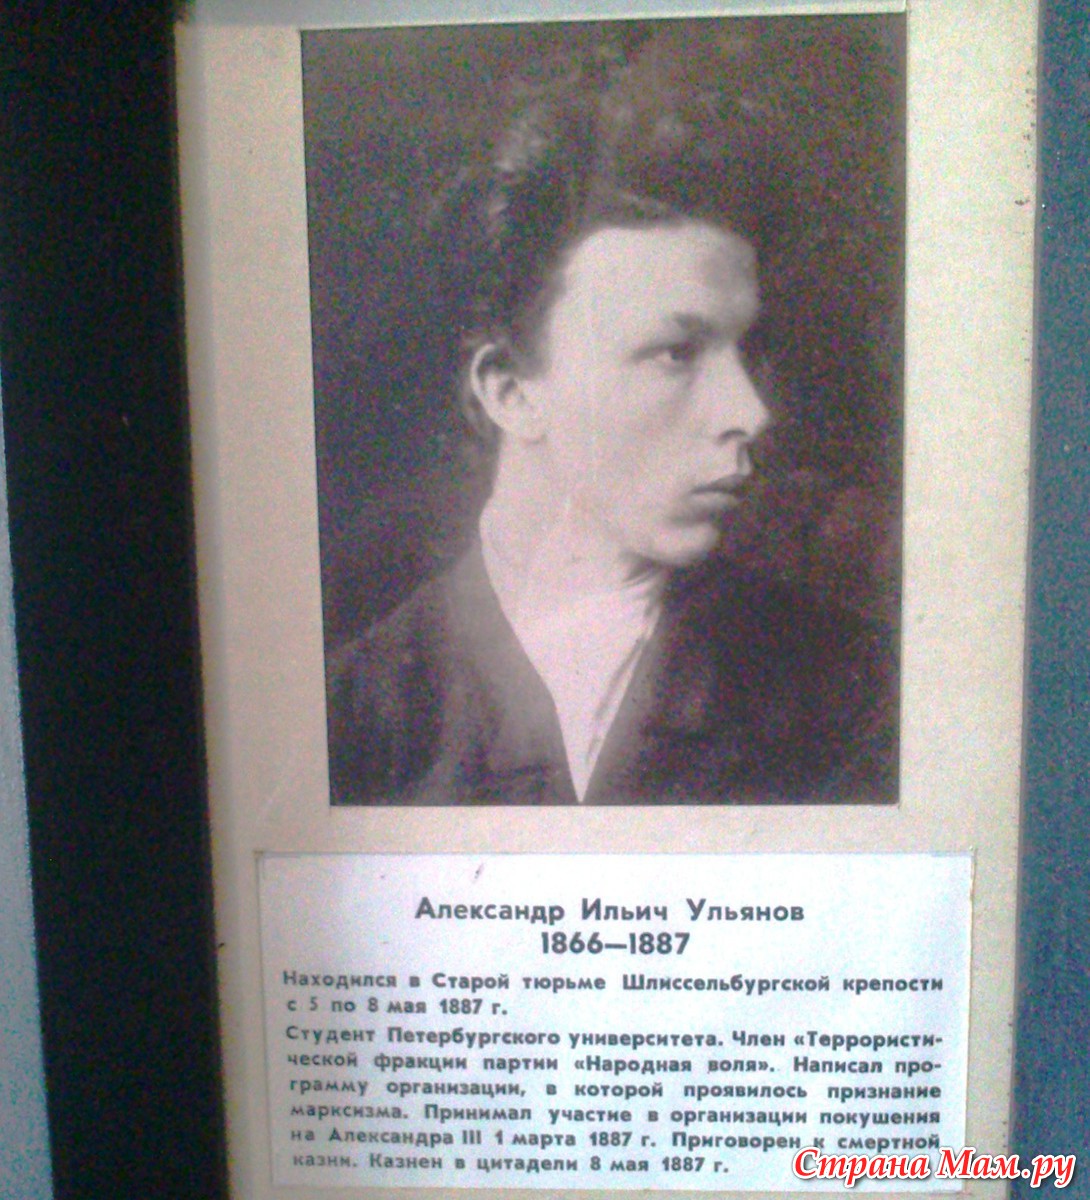 Александр Ильич Ульянов
1866—1887
Находился в Старой тюрьме Шлиссельбургской крепости
с 5 по 8 мая 1887 г.
Студент Петербургского университета. Член «Террористи-
ческой фракции партии «Народная воля». Написал про-
грамму организации, в которой проявилось признание
марксизма. Принимал участие в организации покушения
на Александра III 1 марта 1887 г. Приговорен к смертной
казни. Казнен в цитадели 8 мая 1887 г.
Страна Мам.ру